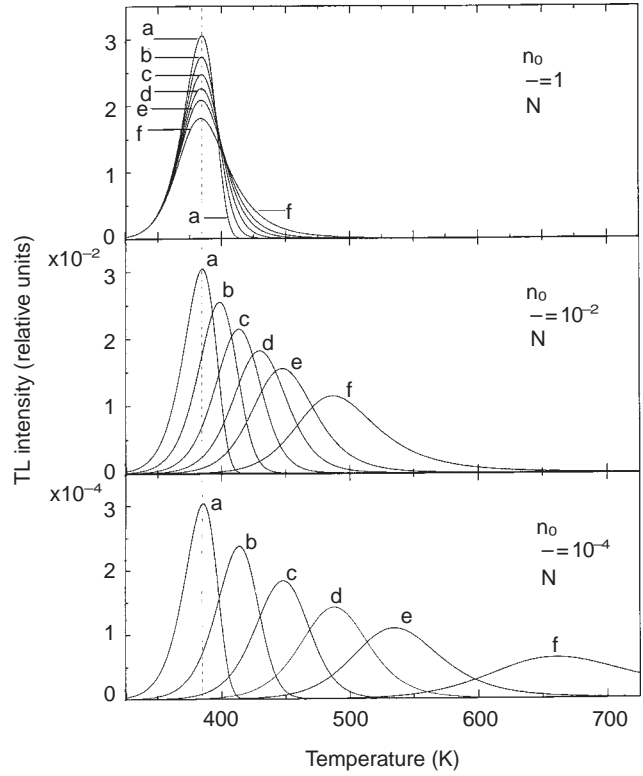 a
b
c
d
e
f
a
f
3
2
1
0
n₀
—=1
N
x10⁻²
3
2
1
0
a
b
c
d
e
f
n₀
—=10⁻²
N
x10⁻⁴
3
2
1
0
a
b
c
d
e
f
n₀
—=10⁻⁴
N
400 500 600 700
Temperature (K)
TL intensity (relative units)